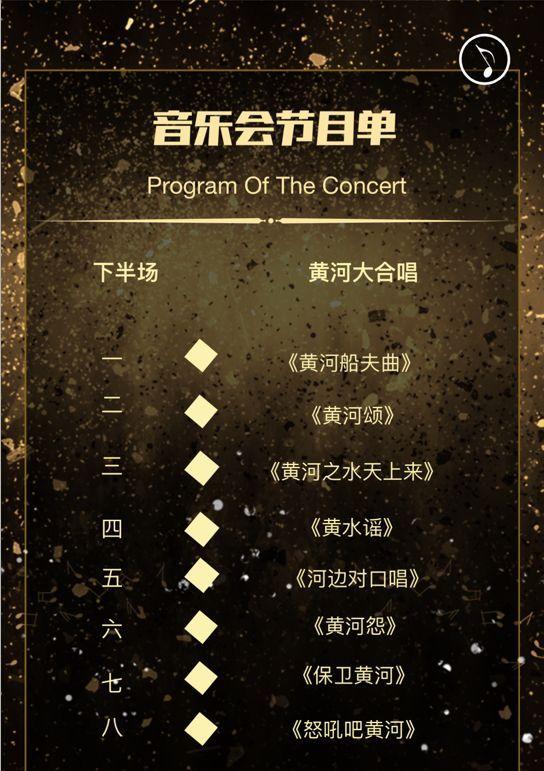 音乐会节目单
Program Of The Concert
下半场 黄河大合唱
一 《黄河船夫曲》
二 《黄河颂》
三 《黄河之水天上来》
四 《黄水谣》
五 《河边对口唱》
六 《黄河怨》
七 《保卫黄河》
八 《怒吼吧黄河》